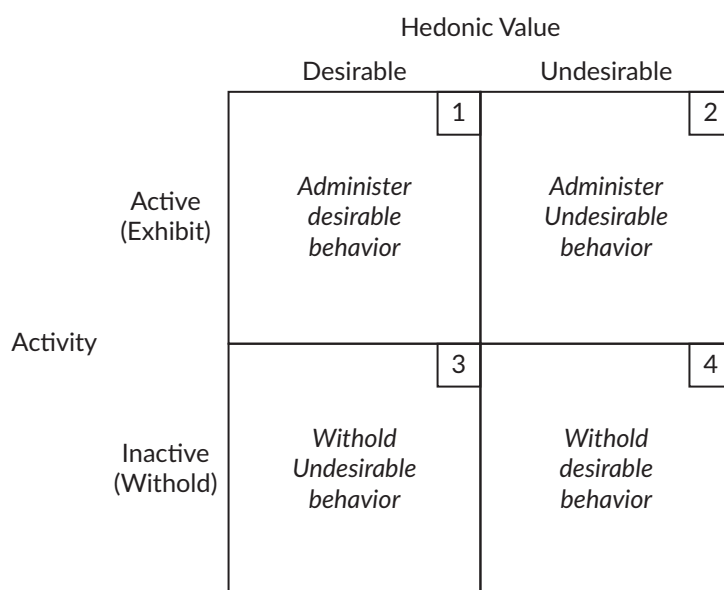 Hedonic Value
Desirable
Undesirable
1
2
Active
(Exhibit)
Administer
desirable
behavior
Administer
Undesirable
behavior
Activity
3
4
Inactive
(Withold)
Withold
Undesirable
behavior
Withold
desirable
behavior